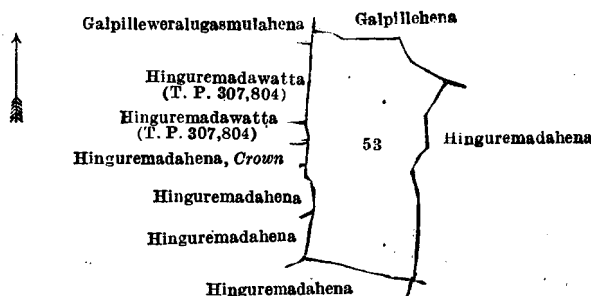 Galpilleweralugasmulahena
Galpillehena
Hinguremadawatta
(T. P. 307,804)
Hinguremadawatta
(T. P. 307,804)
53
Hinguremadahena
Hinguremadahena, Crown
Hinguremadahena
Hinguremadahena
Hinguremadahena